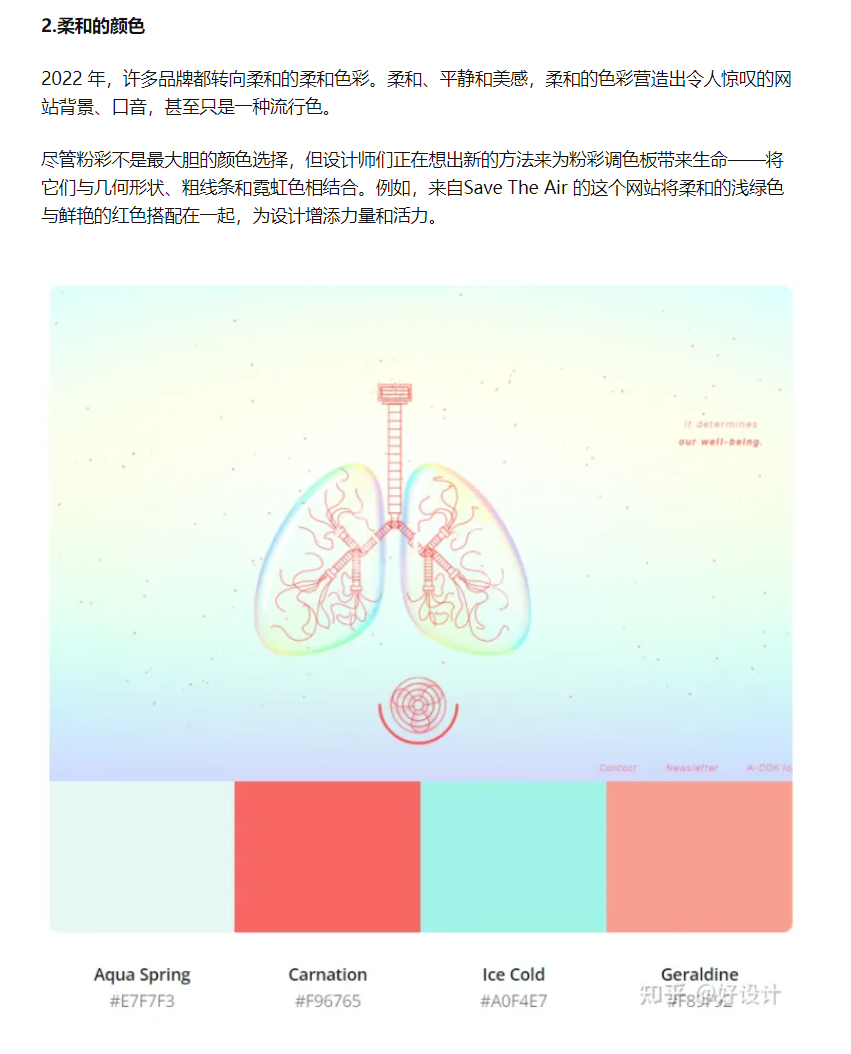 2.柔和的颜色
2022 年，许多品牌都转向柔和的柔和色彩。柔和、平静和美感，柔和的色彩营造出令人惊叹的网
站背景、口音，甚至只是一种流行色。
尽管粉彩不是最大胆的颜色选择，但设计师们正在想出新的方法来为粉彩调色板带来生命——将
它们与几何形状、粗线条和霓虹色相结合。例如，来自Save The Air 的这个网站将柔和的浅绿色
与鲜艳的红色搭配在一起，为设计增添力量和活力。
It determines
our well-being.
Contact Newsletter
Aqua Spring Carnation Ice Cold Geraldine
#E7F7F3 #F96765 #A0F4E7
知乎 @好设计